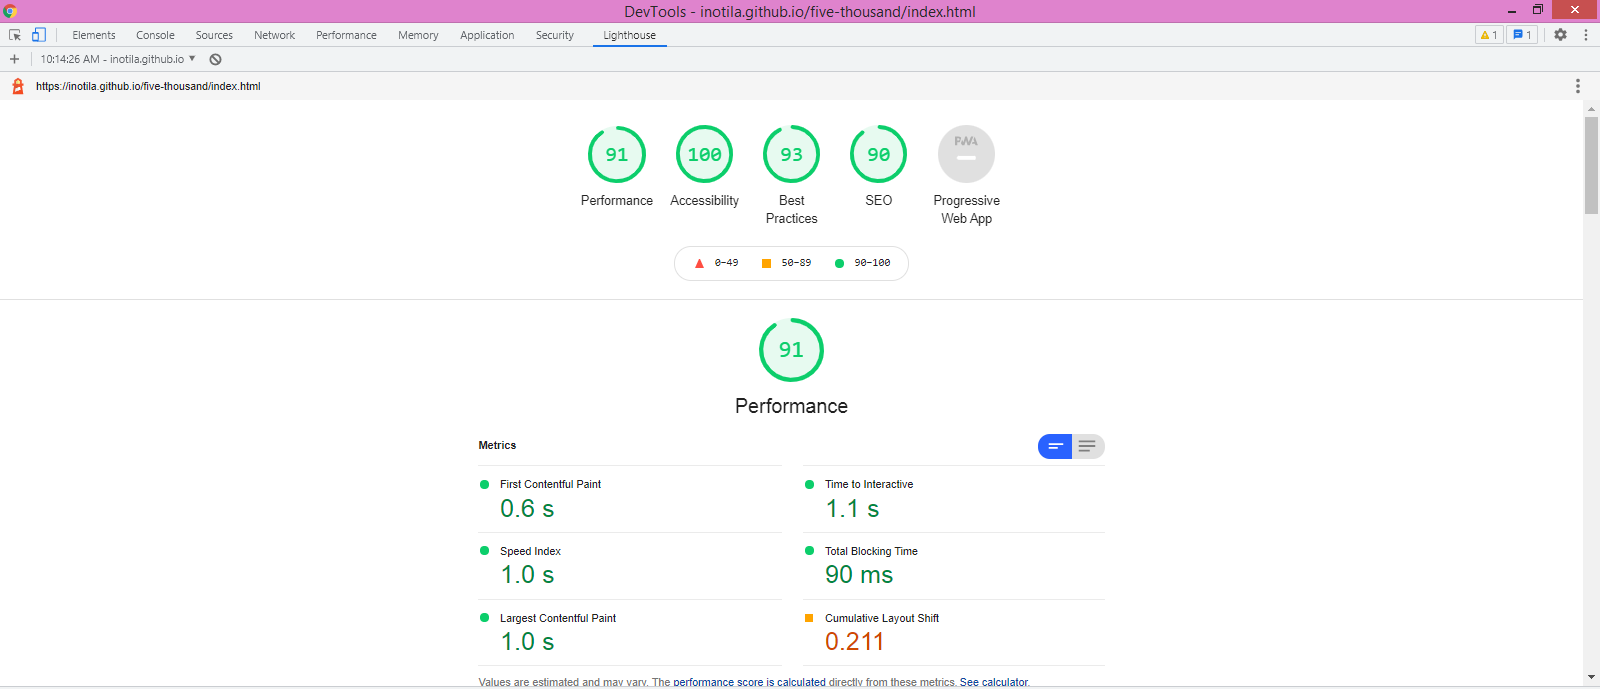 DevTools - inotila.github.io/five-thousand/index.html
Elements Console Sources Network Performance Memory Application Security Lighthouse 1 1
10:14:26 AM - inotila.github.io
https://inotila.github.io/five-thousand/index.html
91 100 93 90 PWA
Performance Accessibility Best Practices SEO Progressive Web App
0–49 50–89 90–100
91
Performance
Metrics
First Contentful Paint Time to Interactive
0.6 s 1.1 s
Speed Index Total Blocking Time
1.0 s 90 ms
Largest Contentful Paint Cumulative Layout Shift
1.0 s 0.211
Values are estimated and may vary. The performance score is calculated directly from these metrics. See calculator.